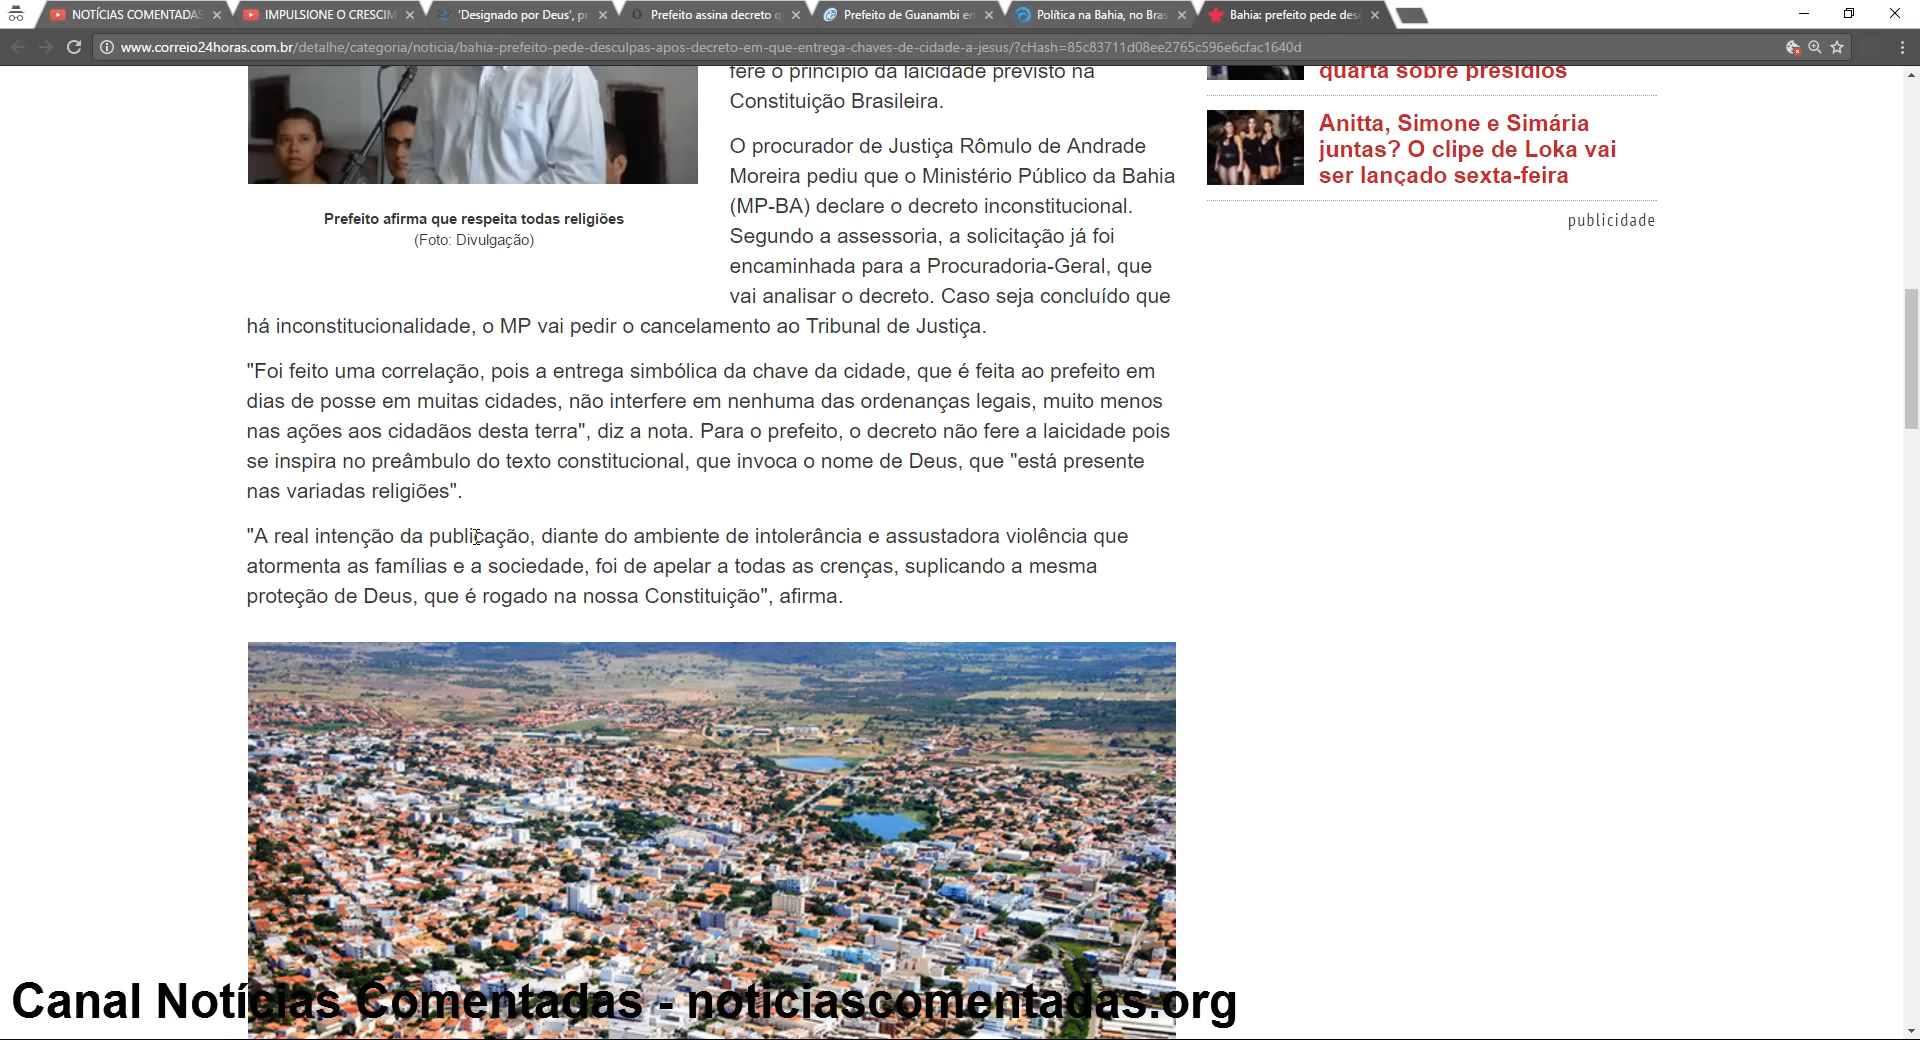 NOTÍCIAS COMENTADAS
IMPULSIONE O CRESCIM
'Designado por Deus', pr
Prefeito assina decreto q
Prefeito de Guanambi en
Política na Bahia, no Bras
Bahia: prefeito pede desc
www.correio24horas.com.br/detalhe/categoria/noticia/bahia-prefeito-pede-desculpas-apos-decreto-em-que-entrega-chaves-de-cidade-a-jesus/?cHash=85c83711d08ee2765c596e6cfac1640d
fere o princípio da laicidade previsto na
Constituição Brasileira.
O procurador de Justiça Rômulo de Andrade
Moreira pediu que o Ministério Público da Bahia
(MP-BA) declare o decreto inconstitucional.
Segundo a assessoria, a solicitação já foi
encaminhada para a Procuradoria-Geral, que
vai analisar o decreto. Caso seja concluído que
há inconstitucionalidade, o MP vai pedir o cancelamento ao Tribunal de Justiça.
Prefeito afirma que respeita todas religiões
(Foto: Divulgação)
"Foi feito uma correlação, pois a entrega simbólica da chave da cidade, que é feita ao prefeito em
dias de posse em muitas cidades, não interfere em nenhuma das ordenanças legais, muito menos
nas ações aos cidadãos desta terra", diz a nota. Para o prefeito, o decreto não fere a laicidade pois
se inspira no preâmbulo do texto constitucional, que invoca o nome de Deus, que "está presente
nas variadas religiões".
"A real intenção da publicação, diante do ambiente de intolerância e assustadora violência que
atormenta as famílias e a sociedade, foi de apelar a todas as crenças, suplicando a mesma
proteção de Deus, que é rogado na nossa Constituição", afirma.
quarta sobre presídios
Anitta, Simone e Simária
juntas? O clipe de Loka vai
ser lançado sexta-feira
publicidade
Canal Notícias Comentadas - noticiascomentadas.org